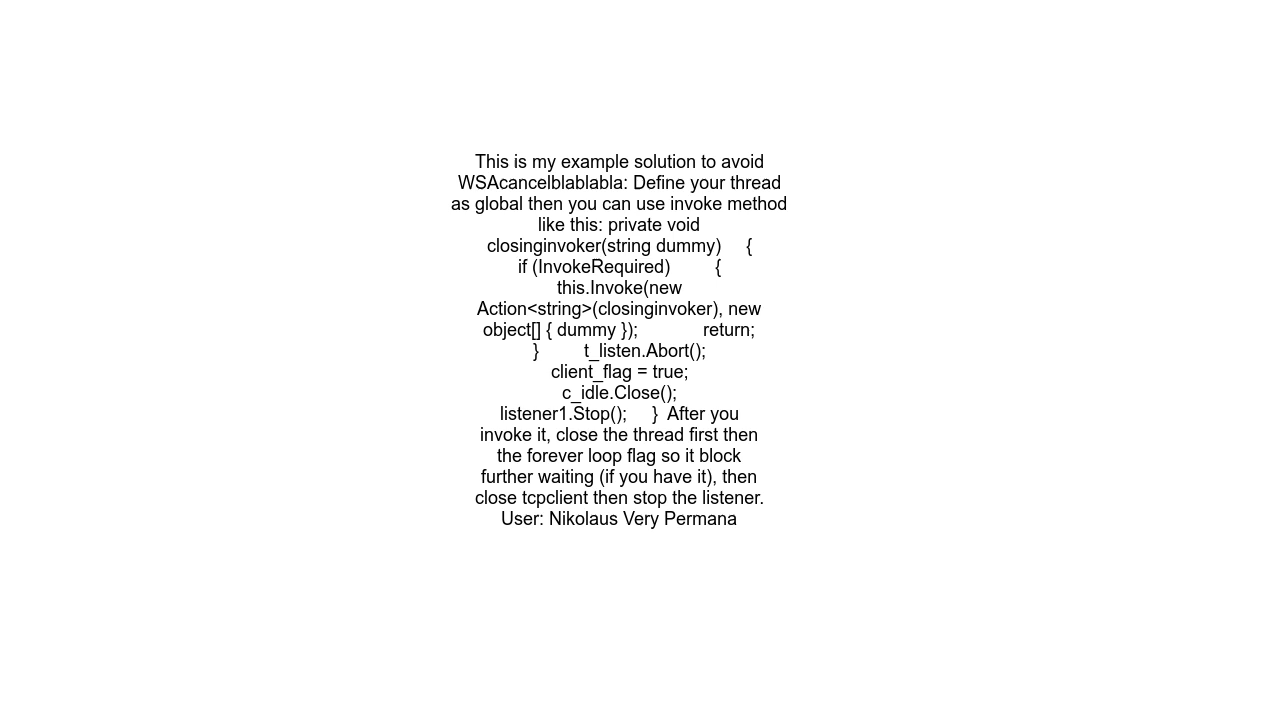 This is my example solution to avoid
WSAcancelblablabla: Define your thread
as global then you can use invoke method
like this: private void
closinginvoker(string dummy)     {
if (InvokeRequired)         {
this.Invoke(new
Action<string>(closinginvoker), new
object[] { dummy });             return;
}         t_listen.Abort();
client_flag = true;
c_idle.Close();
listener1.Stop();     }  After you
invoke it, close the thread first then
the forever loop flag so it block
further waiting (if you have it), then
close tcpclient then stop the listener.
User: Nikolaus Very Permana